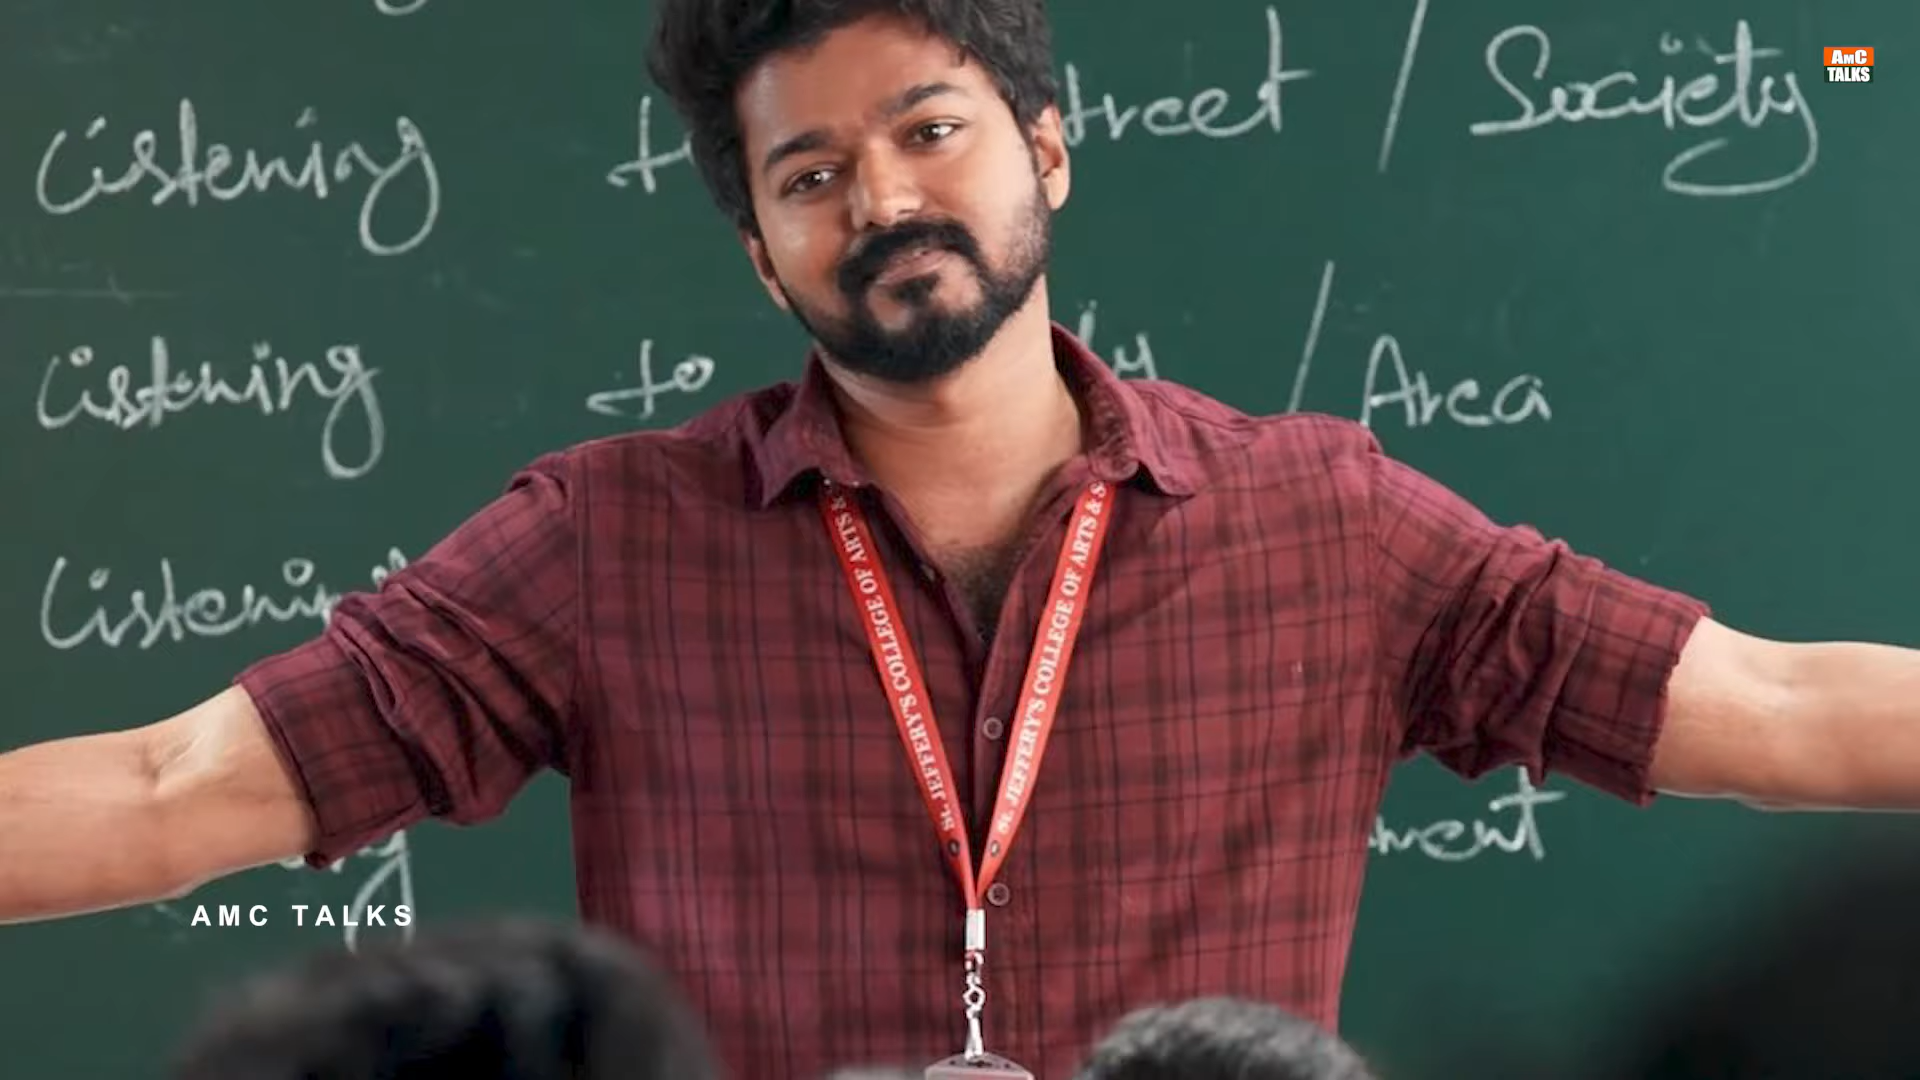 Listening to Street / Society
AMC
TALKS
Listening to / Area
Listening
ST. JEFFERY'S COLLEGE OF ARTS &
ST. JEFFERY'S COLLEGE OF ARTS & S
AMC TALKS